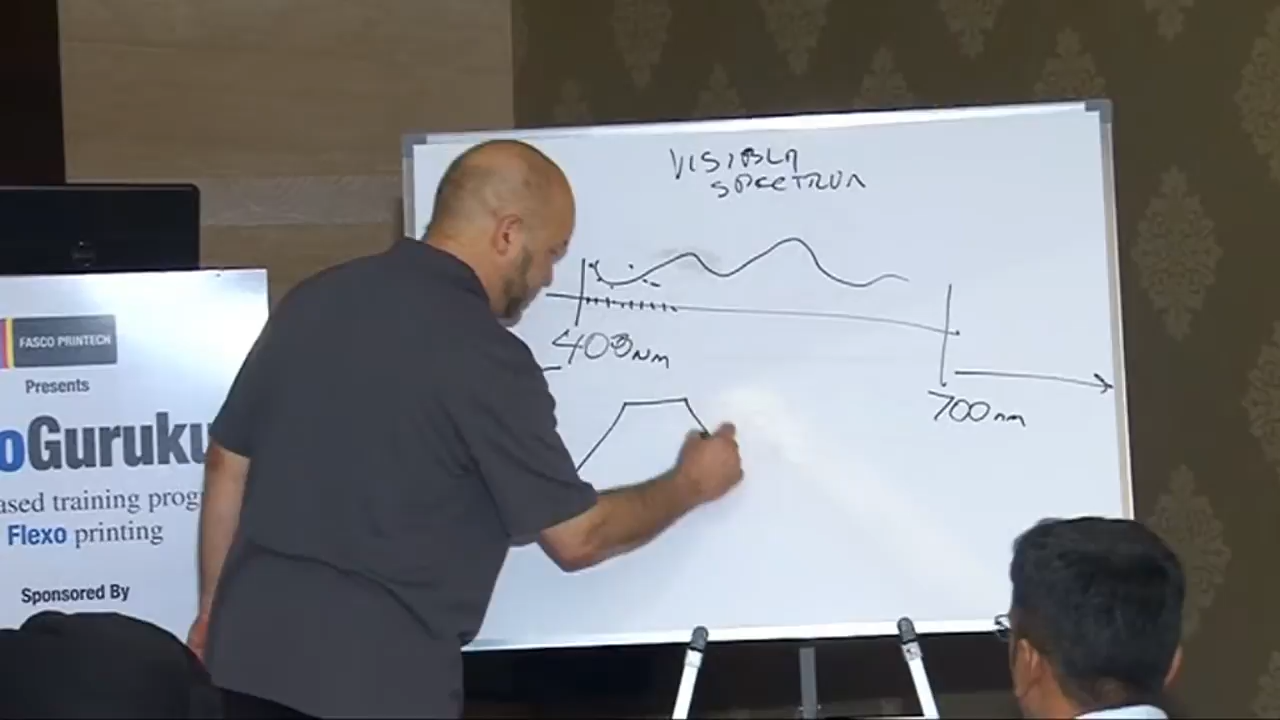 VISIBLE
SPECTRUM
400nm
700nm
FASCO PRINTECH
Presents
oGuruku
ased training prog
Flexo printing
Sponsored By